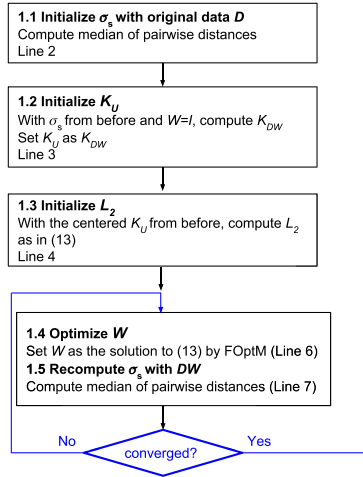 1.1 Initialize σs with original data D
Compute median of pairwise distances
Line 2
1.2 Initialize KU
With σs from before and W=I, compute KDW
Set KU as KDW
Line 3
1.3 Initialize L2
With the centered KU from before, compute L2
as in (13)
Line 4
1.4 Optimize W
Set W as the solution to (13) by FOptM (Line 6)
1.5 Recompute σs with DW
Compute median of pairwise distances (Line 7)
No
Yes
converged?